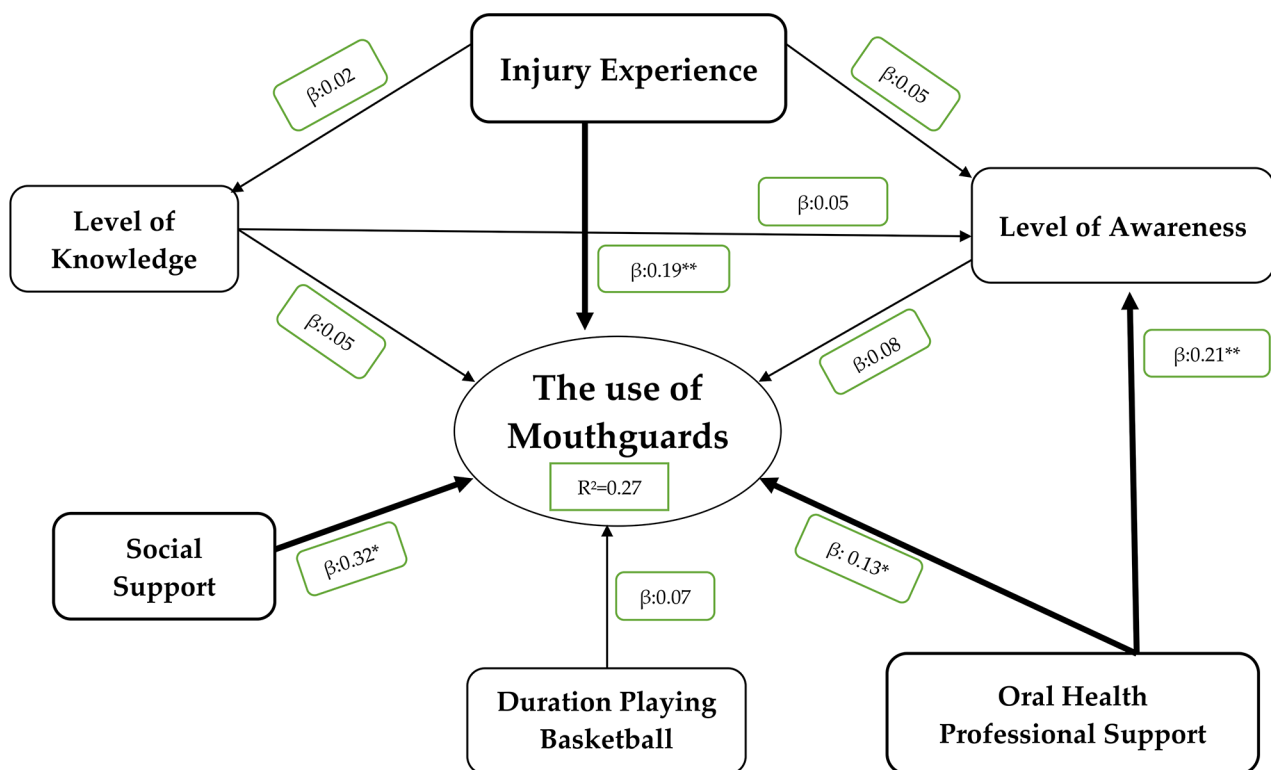 Injury Experience
β:0.02
β:0.05
Level of
Knowledge
β:0.05
Level of Awareness
β:0.19**
β:0.05
β:0.08
β:0.21**
The use of
Mouthguards
R²=0.27
Social
Support
β:0.32*
β: 0.13*
β:0.07
Duration Playing
Basketball
Oral Health
Professional Support